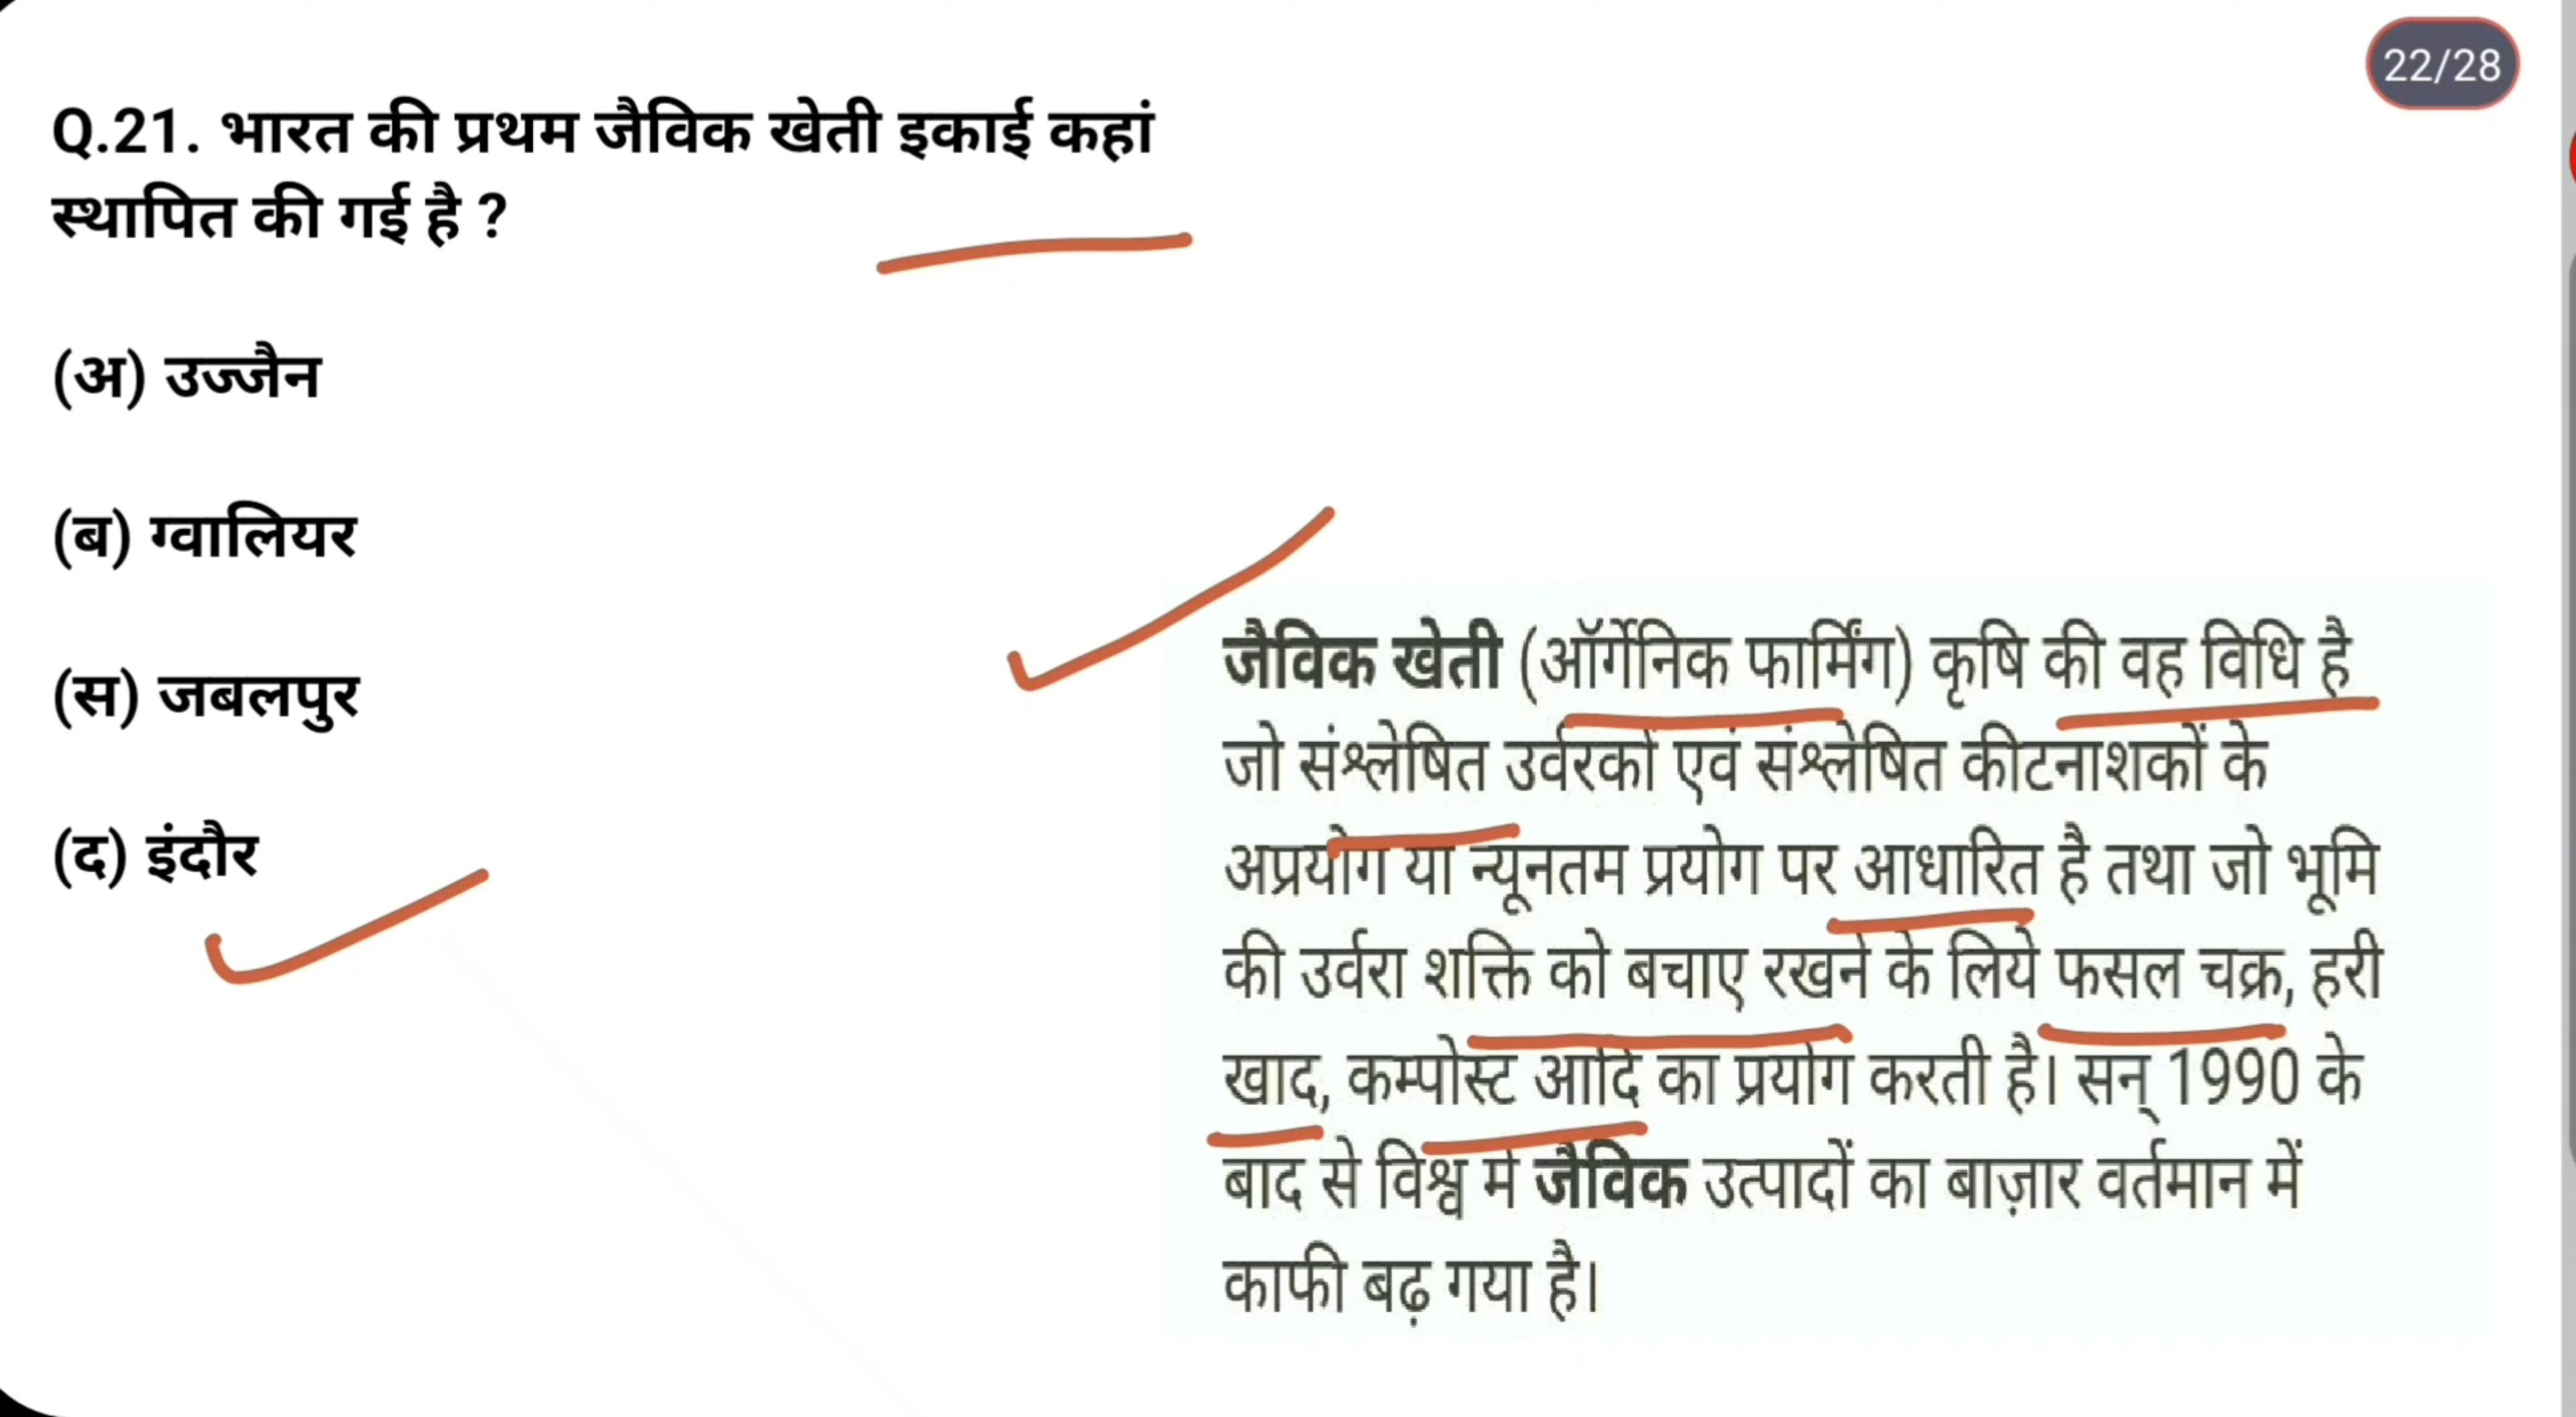 22/28
Q.21. भारत की प्रथम जैविक खेती इकाई कहां
स्थापित की गई है ?
(अ) उज्जैन
(ब) ग्वालियर
(स) जबलपुर
(द) इंदौर
जैविक खेती (ऑर्गेनिक फार्मिंग) कृषि की वह विधि है
जो संश्लेषित उर्वरकों एवं संश्लेषित कीटनाशकों के
अप्रयोग या न्यूनतम प्रयोग पर आधारित है तथा जो भूमि
की उर्वरा शक्ति को बचाए रखने के लिये फसल चक्र, हरी
खाद, कम्पोस्ट आदि का प्रयोग करती है। सन् 1990 के
बाद से विश्व में जैविक उत्पादों का बाज़ार वर्तमान में
काफी बढ़ गया है।